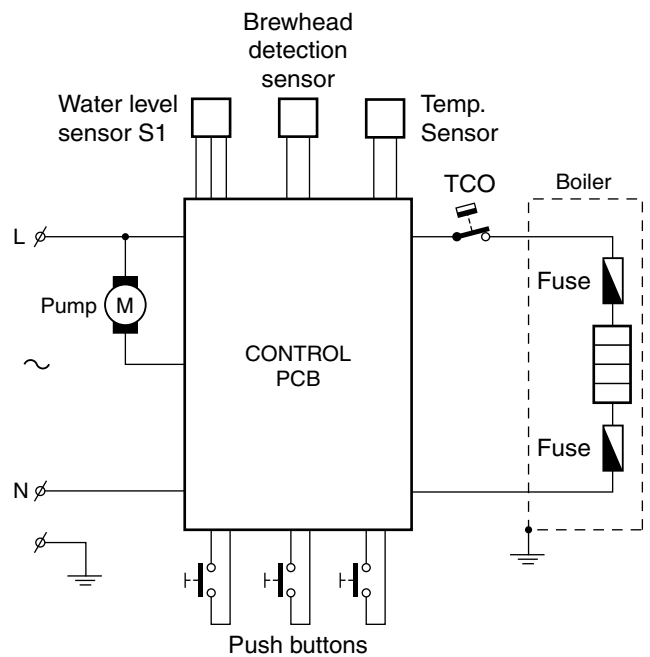 Brewhead
detection
sensor
Water level
sensor S1
Temp.
Sensor
TCO
Boiler
L
Fuse
Pump
M
CONTROL
PCB
Fuse
N
Push buttons